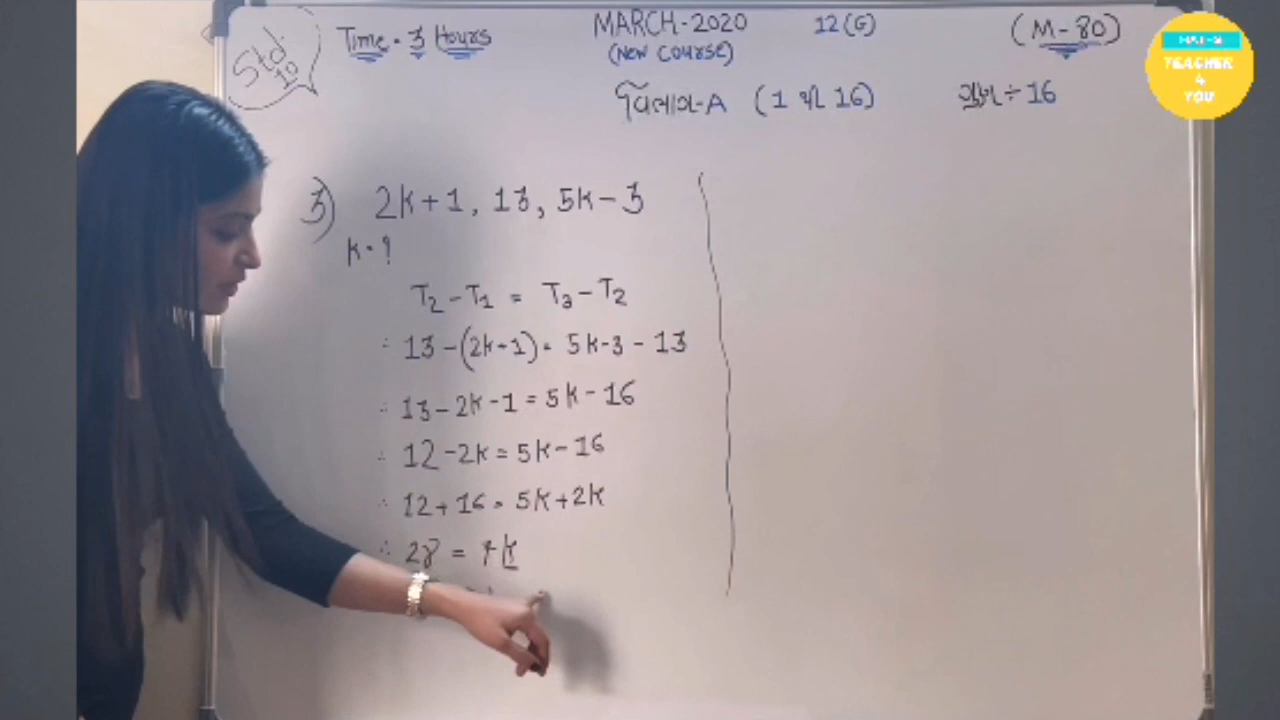 Std. 10
Time - 3 Hours
MARCH-2020
(NEW COURSE)
12(G)
(M-80)
વિભાગ-A (1 થી 16)
ગુણ ÷ 16
TEACHER
4
YOU
3) 2k+1, 13, 5k-3
k = ?
T₂ - T₁ = T₃ - T₂
∴ 13-(2k+1) = 5k-3-13
∴ 13-2k-1 = 5k-16
∴ 12-2k = 5k-16
∴ 12+16 = 5k+2k
∴ 28 = 7k